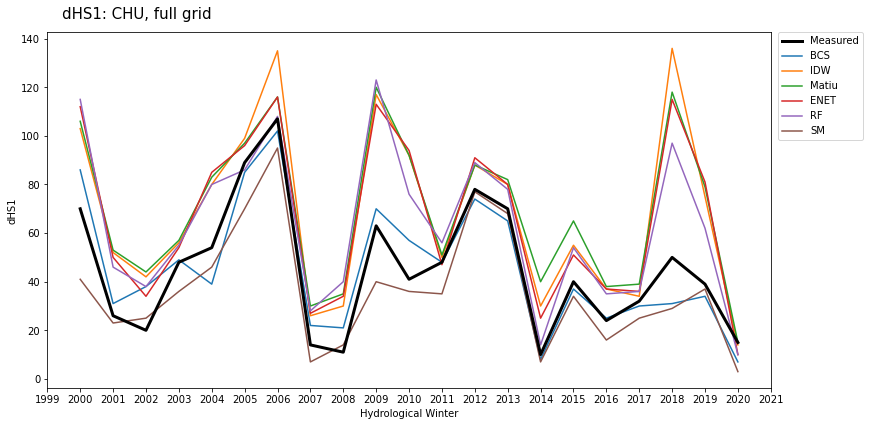 dHS1: CHU, full grid
140
120
100
80
60
40
20
0
dHS1
1999 2000 2001 2002 2003 2004 2005 2006 2007 2008 2009 2010 2011 2012 2013 2014 2015 2016 2017 2018 2019 2020 2021
Hydrological Winter
Measured
BCS
IDW
Matiu
ENET
RF
SM